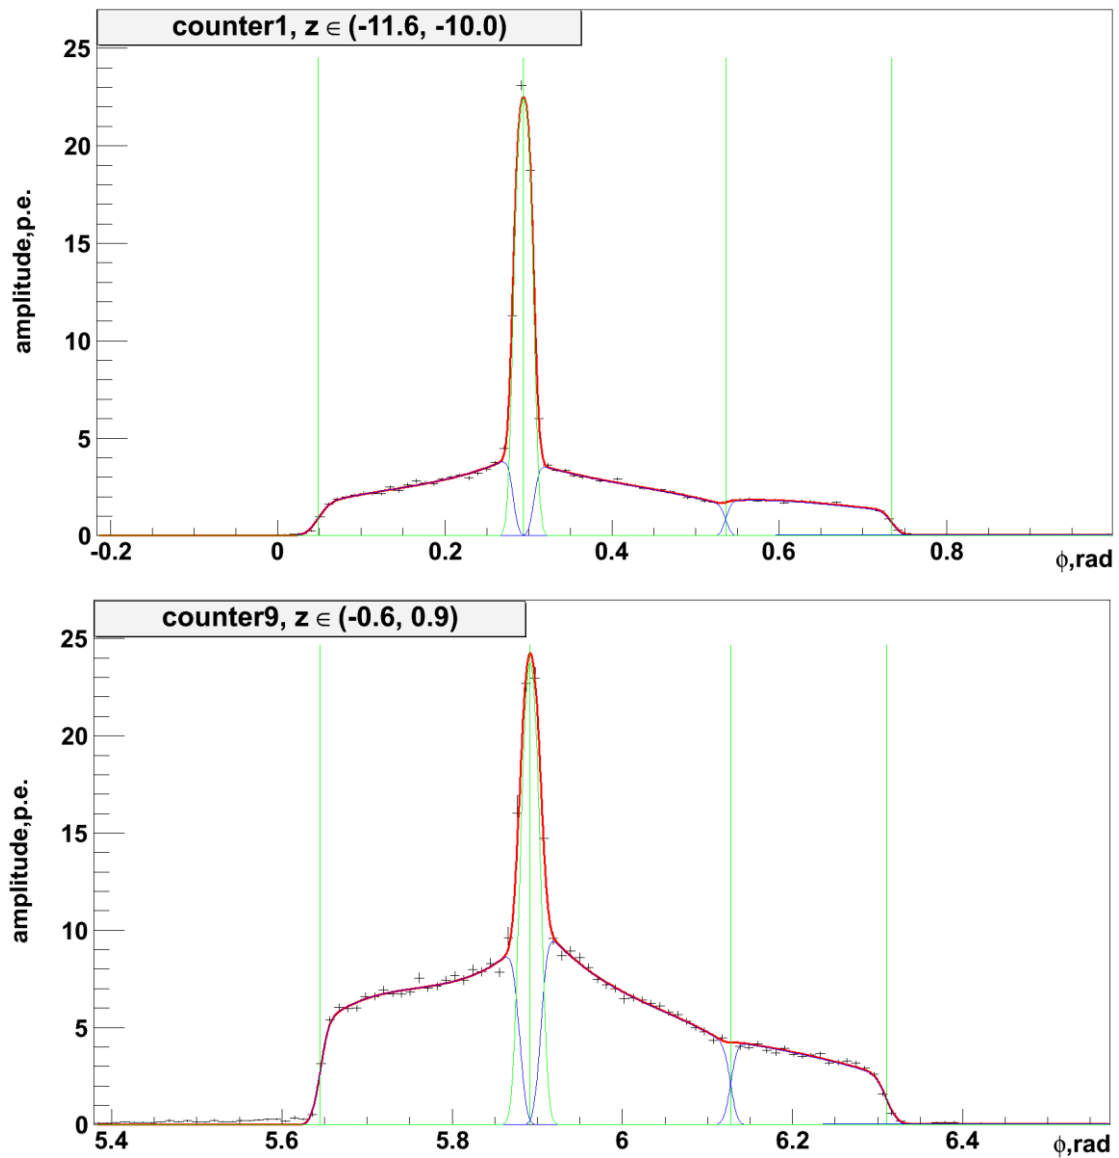 counter1, z ∈ (-11.6, -10.0)
25
20
15
10
5
0
amplitude,p.e.
-0.2 0 0.2 0.4 0.6 0.8
ϕ,rad
counter9, z ∈ (-0.6, 0.9)
25
20
15
10
5
0
amplitude,p.e.
5.4 5.6 5.8 6 6.2 6.4
ϕ,rad